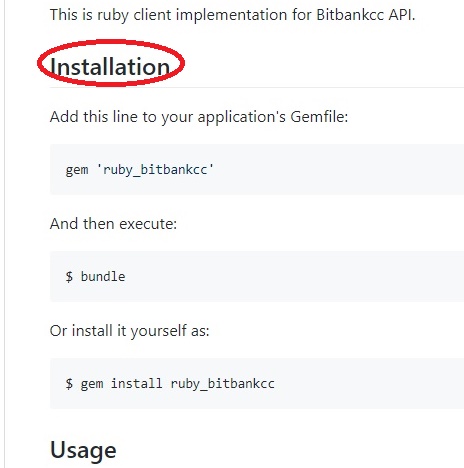 This is ruby client implementation for Bitbankcc API.
Installation
Add this line to your application's Gemfile:
gem 'ruby_bitbankcc'
And then execute:
$ bundle
Or install it yourself as:
$ gem install ruby_bitbankcc
Usage